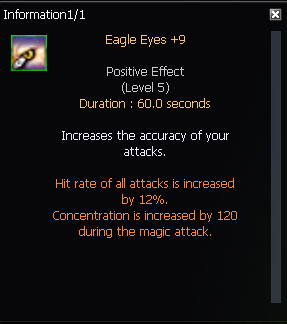 Information1/1
Eagle Eyes +9
Positive Effect
(Level 5)
Duration : 60.0 seconds
Increases the accuracy of your
attacks.
Hit rate of all attacks is increased
by 12%.
Concentration is increased by 120
during the magic attack.